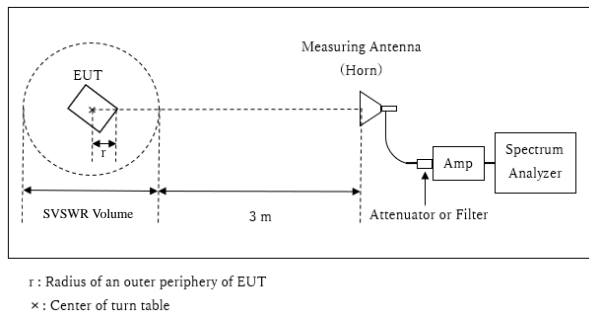 Measuring Antenna
(Horn)
EUT
r
Amp
Spectrum
Analyzer
SVSWR Volume
3 m
Attenuator or Filter
r : Radius of an outer periphery of EUT
× : Center of turn table